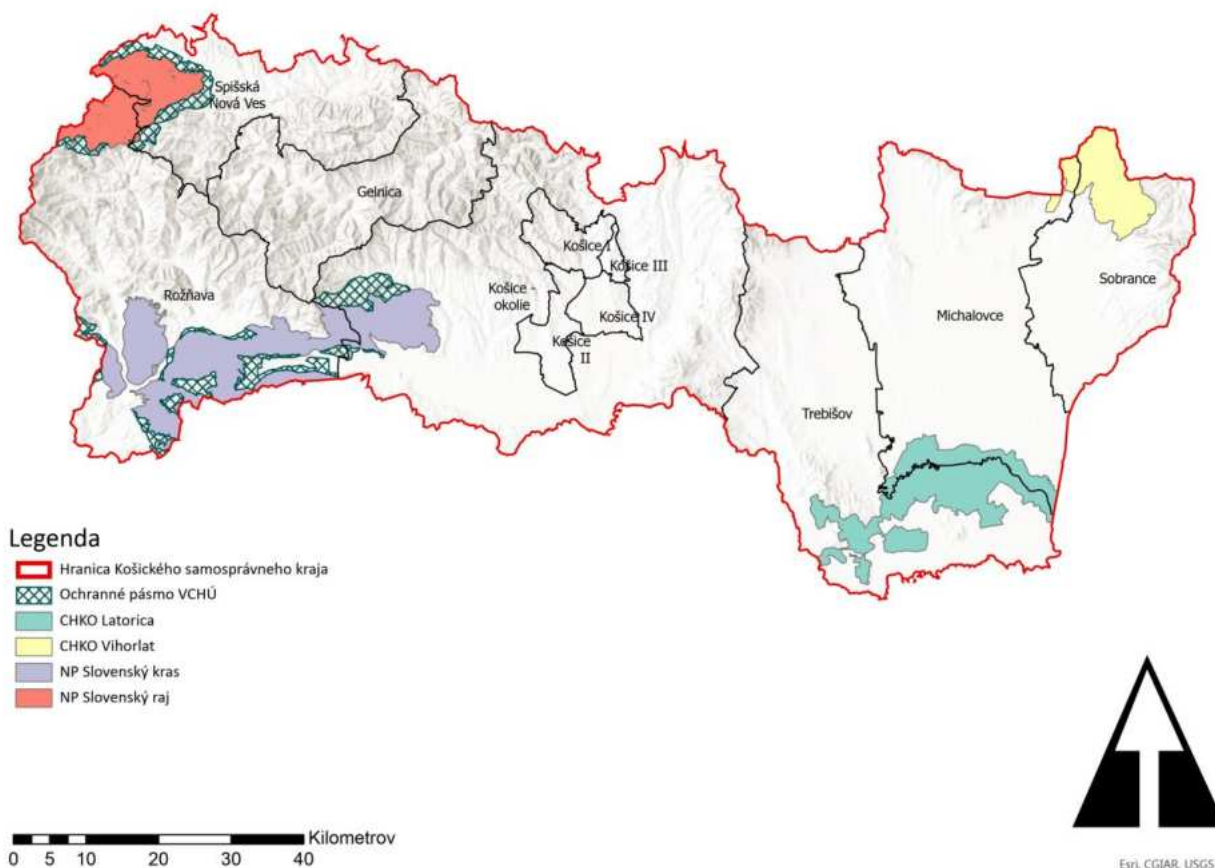 Spišská
Nová Ves
Gelnica
Košice I
Košice III
Košice -
okolie
Košice IV
Košice
II
Rožňava
Sobrance
Michalovce
Trebišov
Legenda
Hranica Košického samosprávneho kraja
Ochranné pásmo VCHÚ
CHKO Latorica
CHKO Vihorlat
NP Slovenský kras
NP Slovenský raj
Kilometrov
0 5 10 20 30 40
Esri, CGIAR, USGS